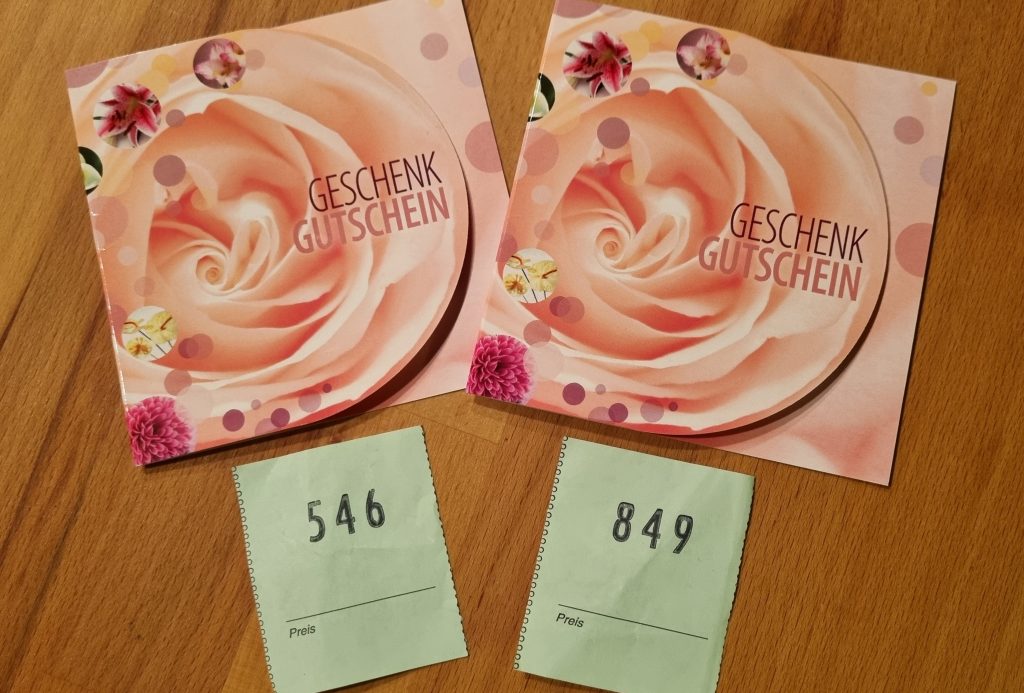 GESCHENK
GUTSCHEIN
GESCHENK
GUTSCHEIN
546
Preis
849
Preis